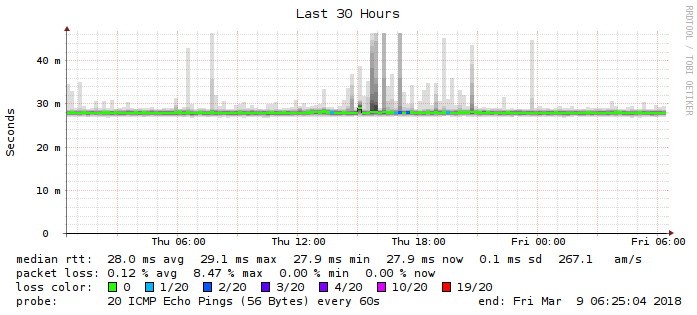 Last 30 Hours
RRDTOOL / TOBI OETIKER
Seconds
40 m
30 m
20 m
10 m
0
Thu 06:00 Thu 12:00 Thu 18:00 Fri 00:00 Fri 06:00
median rtt: 28.0 ms avg 29.1 ms max 27.9 ms min 27.9 ms now 0.1 ms sd 267.1 am/s
packet loss: 0.12 % avg 8.47 % max 0.00 % min 0.00 % now
loss color: 0 1/20 2/20 3/20 4/20 10/20 19/20
probe: 20 ICMP Echo Pings (56 Bytes) every 60s end: Fri Mar 9 06:25:04 2018